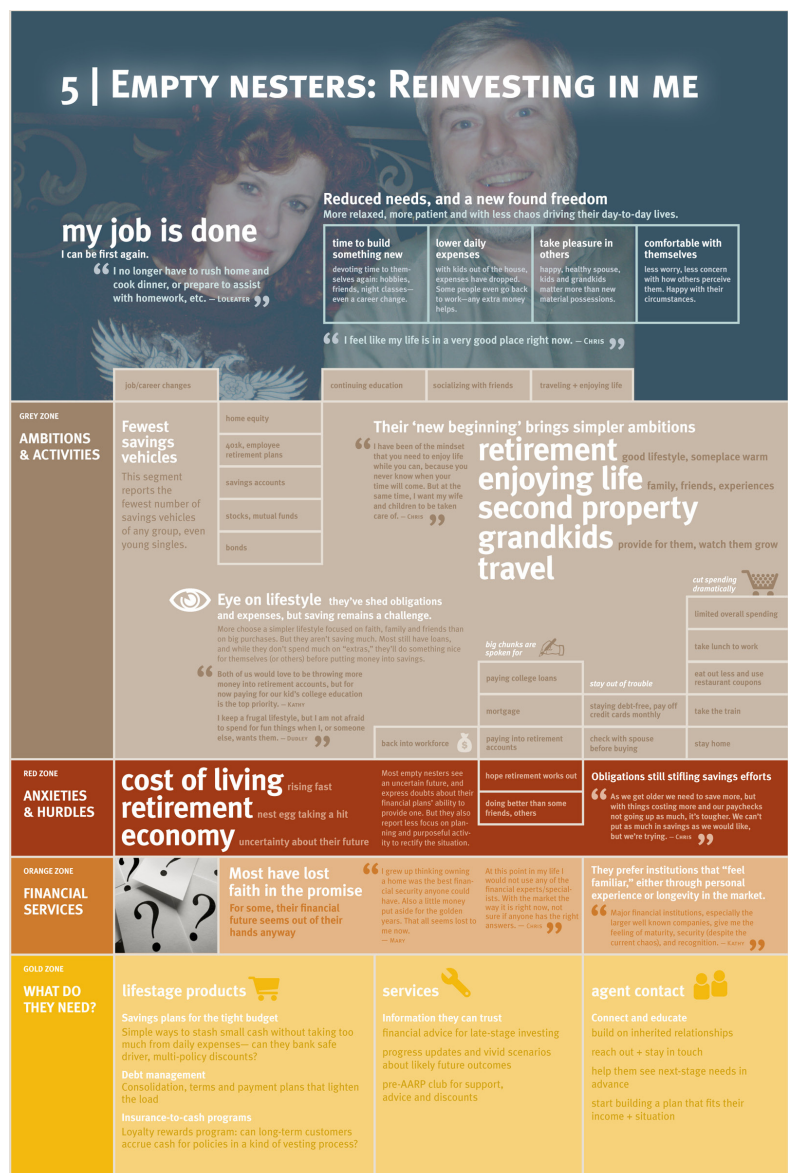 5 | Empty nesters: Reinvesting in me
my job is done
I can be first again.
“ I no longer have to rush home and
cook dinner, or prepare to assist
with homework, etc. – Loleater ”
Reduced needs, and a new found freedom
More relaxed, more patient and with less chaos driving their day-to-day lives.
time to build
something new
devoting time to them-
selves again: hobbies,
friends, night classes—
even a career change.
lower daily
expenses
with kids out of the house,
expenses have dropped.
Some people even go back
to work—any extra money
helps.
take pleasure in
others
happy, healthy spouse,
kids and grandkids
matter more than new
material possessions.
comfortable with
themselves
less worry, less concern
with how others perceive
them. Happy with their
circumstances.
“ I feel like my life is in a very good place right now. – Chris ”
job/career changes
continuing education
socializing with friends
traveling + enjoying life
GREY ZONE
AMBITIONS
& ACTIVITIES
Fewest
savings
vehicles
This segment
reports the
fewest number of
savings vehicles
of any group, even
young singles.
home equity
401k, employee
retirement plans
savings accounts
stocks, mutual funds
bonds
Their ‘new beginning’ brings simpler ambitions
“ I have been of the mindset
that you need to enjoy life
while you can, because you
never know when your
time will come. But at the
same time, I want my wife
and children to be taken
care of. – Chris ”
retirement good lifestyle, someplace warm
enjoying life family, friends, experiences
second property
grandkids provide for them, watch them grow
travel
Eye on lifestyle they’ve shed obligations
and expenses, but saving remains a challenge.
More choose a simpler lifestyle focused on faith, family and friends than
on big purchases. But they aren’t saving much. Most still have loans,
and while they don’t spend much on “extras,” they’ll do something nice
for themselves (or others) before putting money into savings.
“ Both of us would love to be throwing more
money into retirement accounts, but for
now paying for our kid’s college education
is the top priority. – Kathy
I keep a frugal lifestyle, but I am not afraid
to spend for fun things when I, or someone
else, wants them. – Dudley ”
back into workforce
big chunks are
spoken for
paying college loans
mortgage
paying into retirement
accounts
stay out of trouble
staying debt-free, pay off
credit cards monthly
check with spouse
before buying
cut spending
dramatically
limited overall spending
take lunch to work
eat out less and use
restaurant coupons
take the train
stay home
RED ZONE
ANXIETIES
& HURDLES
cost of living rising fast
retirement nest egg taking a hit
economy uncertainty about their future
Most empty nesters see
an uncertain future, and
express doubts about their
financial plans’ ability to
provide one. But they also
report less focus on plan-
ning and purposeful activ-
ity to rectify the situation.
hope retirement works out
doing better than some
friends, others
Obligations still stifling savings efforts
“ As we get older we need to save more, but
with things costing more and our paychecks
not going up as much, it’s tougher. We can’t
put as much in savings as we would like,
but we’re trying. – Chris ”
ORANGE ZONE
FINANCIAL
SERVICES
Most have lost
faith in the promise
For some, their financial
future seems out of their
hands anyway
“ I grew up thinking owning
a home was the best finan-
cial security anyone could
have. Also a little money
put aside for the golden
years. That all seems lost to
me now.
— Mary
At this point in my life I
would not use any of the
financial experts/special-
ists. With the market the
way it is right now, not
sure if anyone has the right
answers. — Chris ”
They prefer institutions that “feel
familiar,” either through personal
experience or longevity in the market.
“ Major financial institutions, especially the
larger well known companies, give me the
feeling of maturity, security (despite the
current chaos), and recognition. – Kathy ”
GOLD ZONE
WHAT DO
THEY NEED?
lifestage products
Savings plans for the tight budget
Simple ways to stash small cash without taking too
much from daily expenses— can they bank safe
driver, multi-policy discounts?
Debt management
Consolidation, terms and payment plans that lighten
the load
Insurance-to-cash programs
Loyalty rewards program: can long-term customers
accrue cash for policies in a kind of vesting process?
services
Information they can trust
financial advice for late-stage investing
progress updates and vivid scenarios
about likely future outcomes
pre-AARP club for support,
advice and discounts
agent contact
Connect and educate
build on inherited relationships
reach out + stay in touch
help them see next-stage needs in
advance
start building a plan that fits their
income + situation